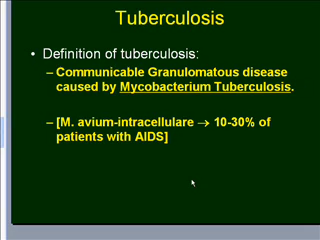 Tuberculosis
• Definition of tuberculosis:
– Communicable Granulomatous disease
caused by Mycobacterium Tuberculosis.
– [M. avium-intracellulare → 10-30% of
patients with AIDS]